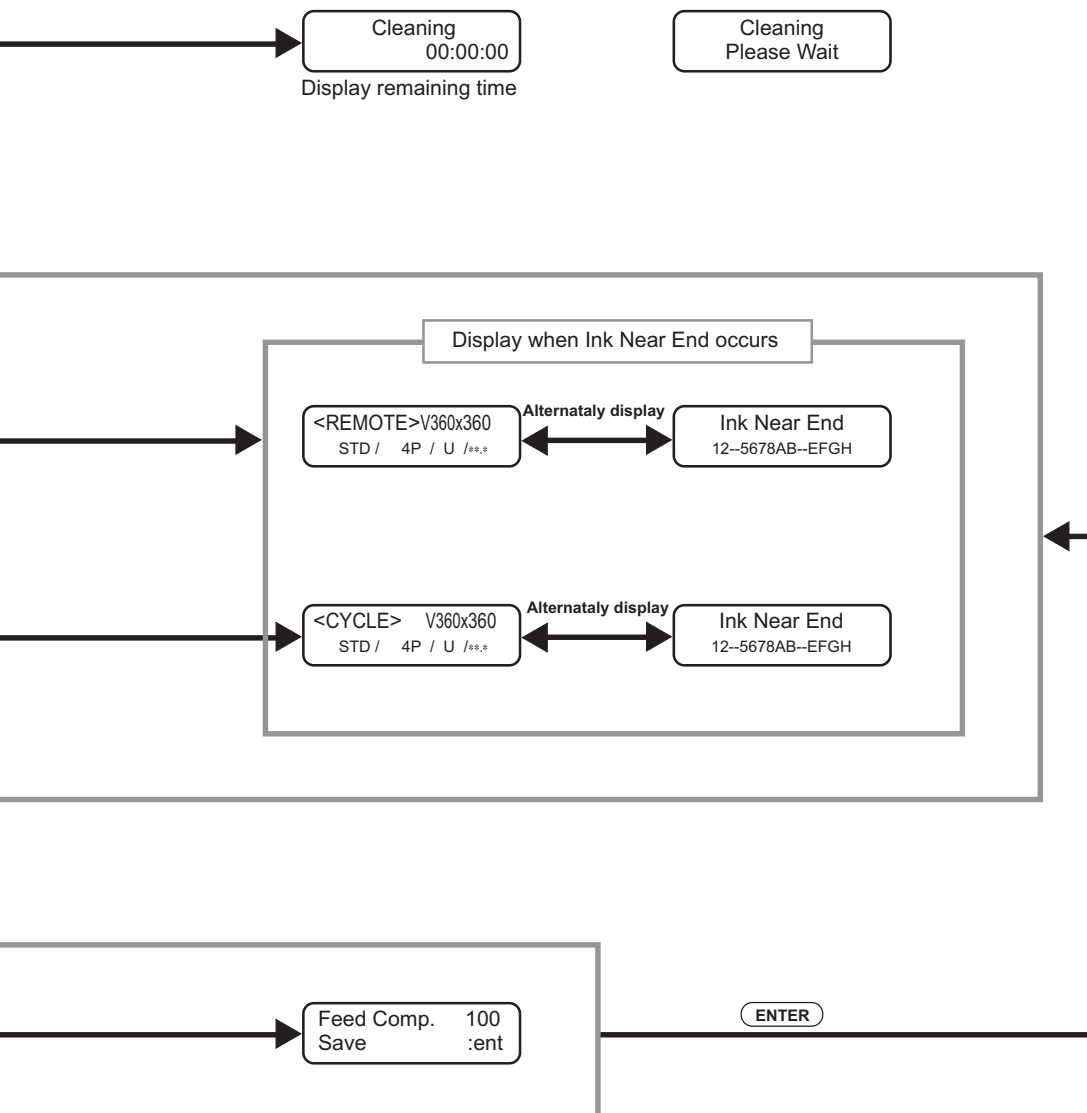 Cleaning
00:00:00
Display remaining time
Cleaning
Please Wait
Display when Ink Near End occurs
<REMOTE>V360x360
STD / 4P / U /**.*
Alternataly display
Ink Near End
12--5678AB--EFGH
<CYCLE> V360x360
STD / 4P / U /**.*
Alternataly display
Ink Near End
12--5678AB--EFGH
Feed Comp. 100
Save :ent
ENTER